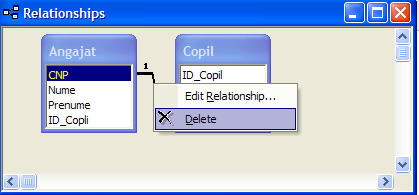 Relationships
Angajat
CNP
Nume
Prenume
ID_Copli
1
Copil
ID_Copil
Edit Relationship...
Delete